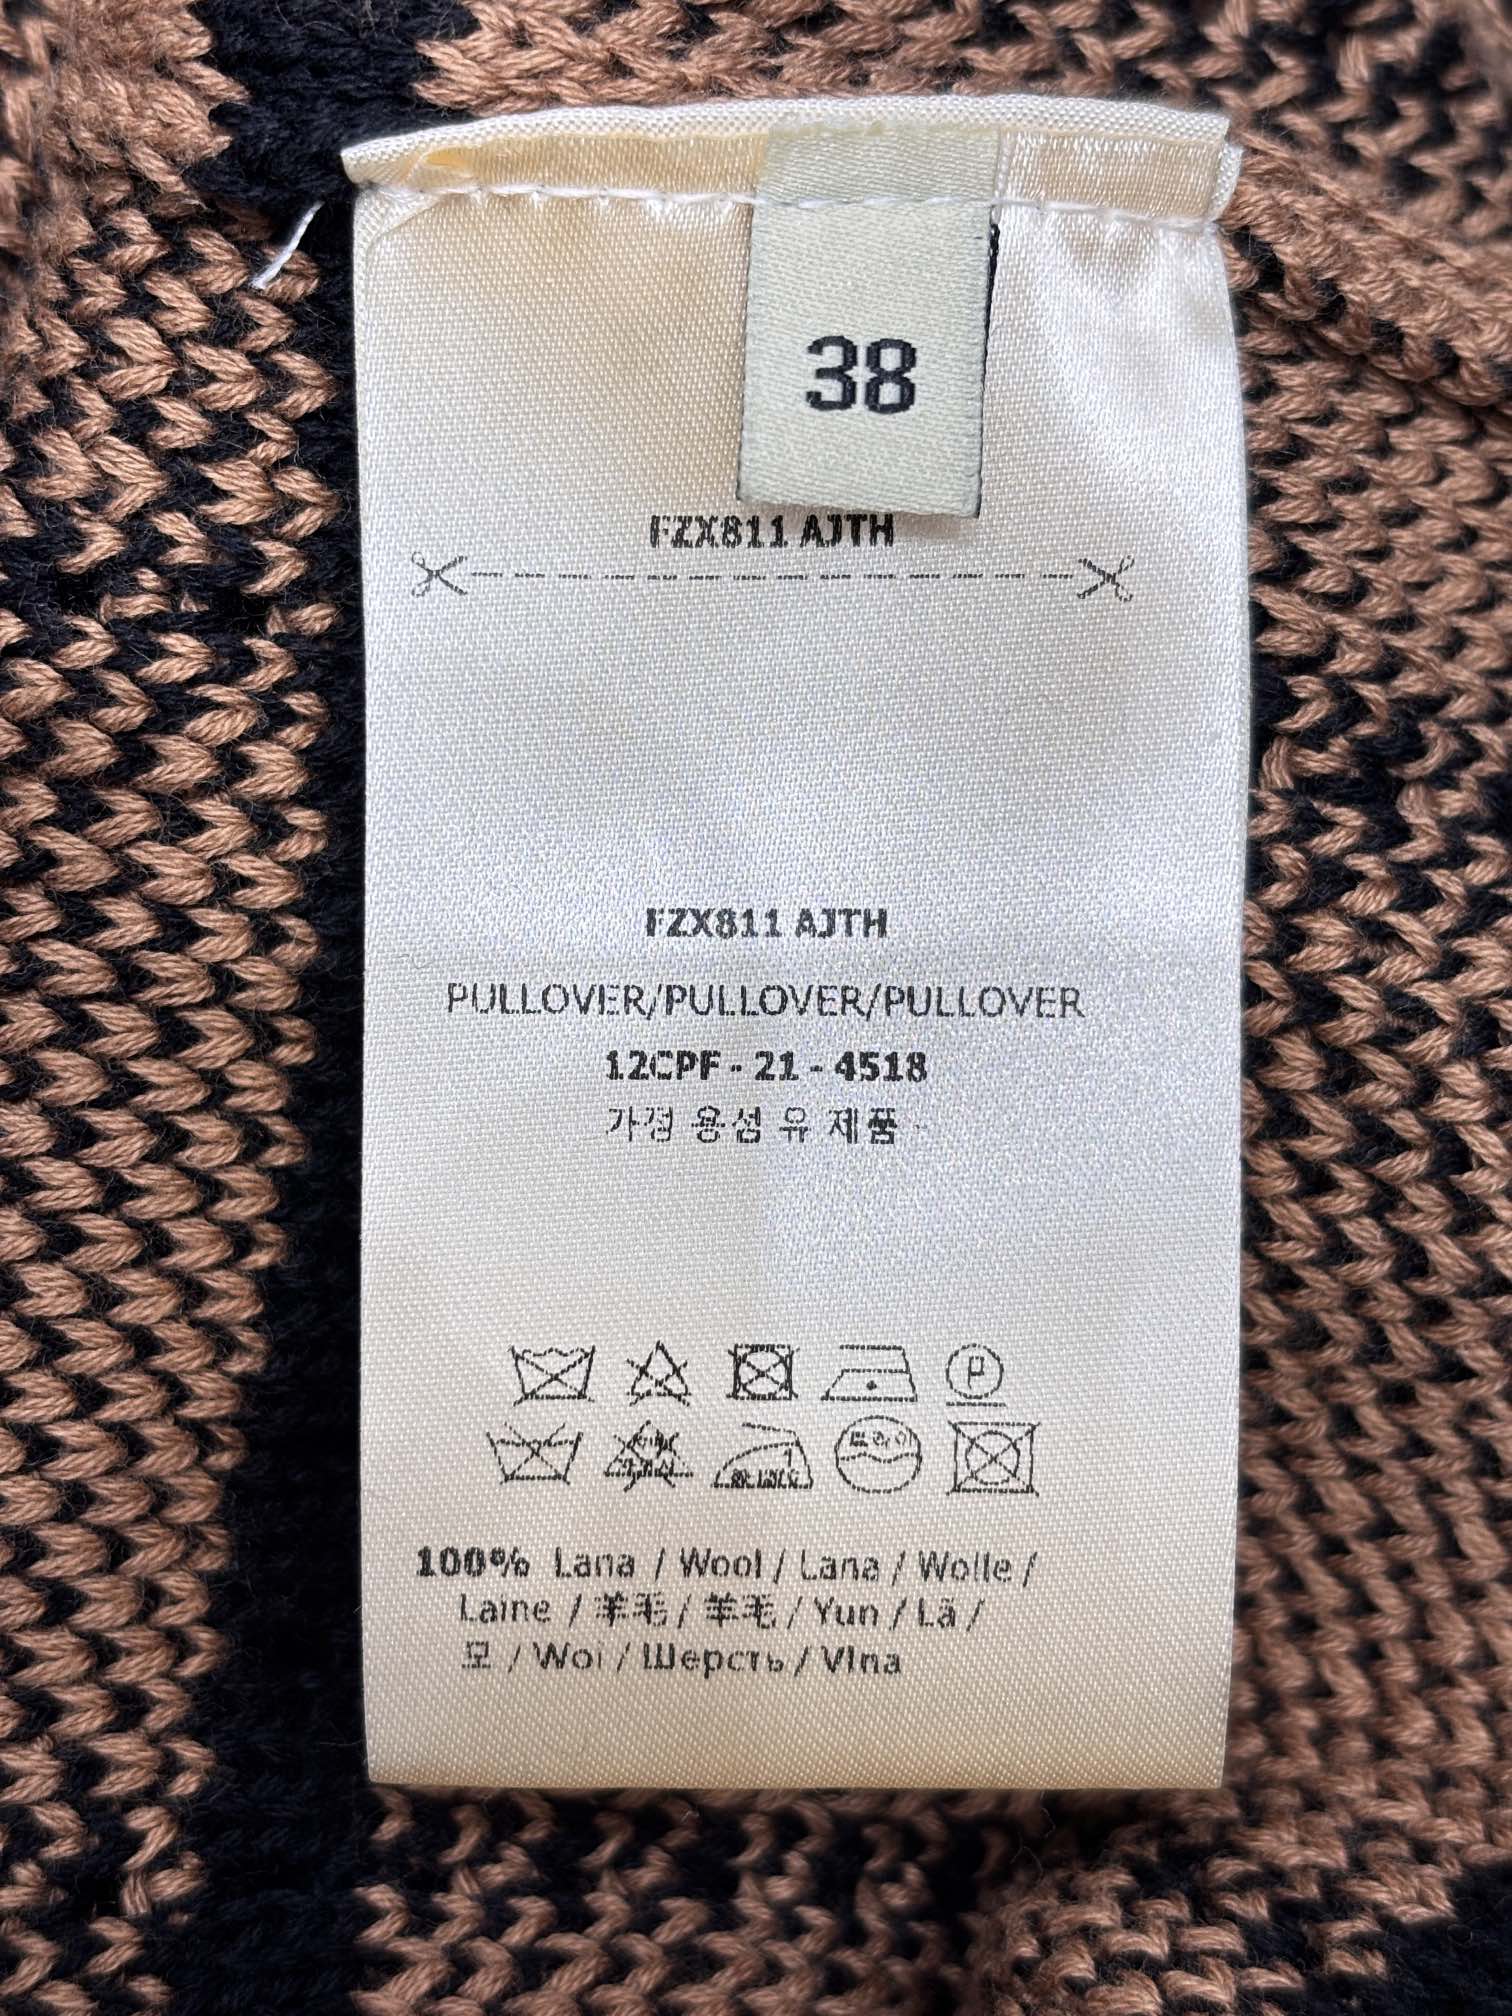 38
FZX811 AJTH
FZX811 AJTH
PULLOVER/PULLOVER/PULLOVER
12CPF - 21 - 4518
가정 용섬 유 제품
P
100% Lana / Wool / Lana / Wolle /
Laine / 羊毛 / 羊毛 / Yun / Lã /
모 / Wol / Шерсть / Vlna